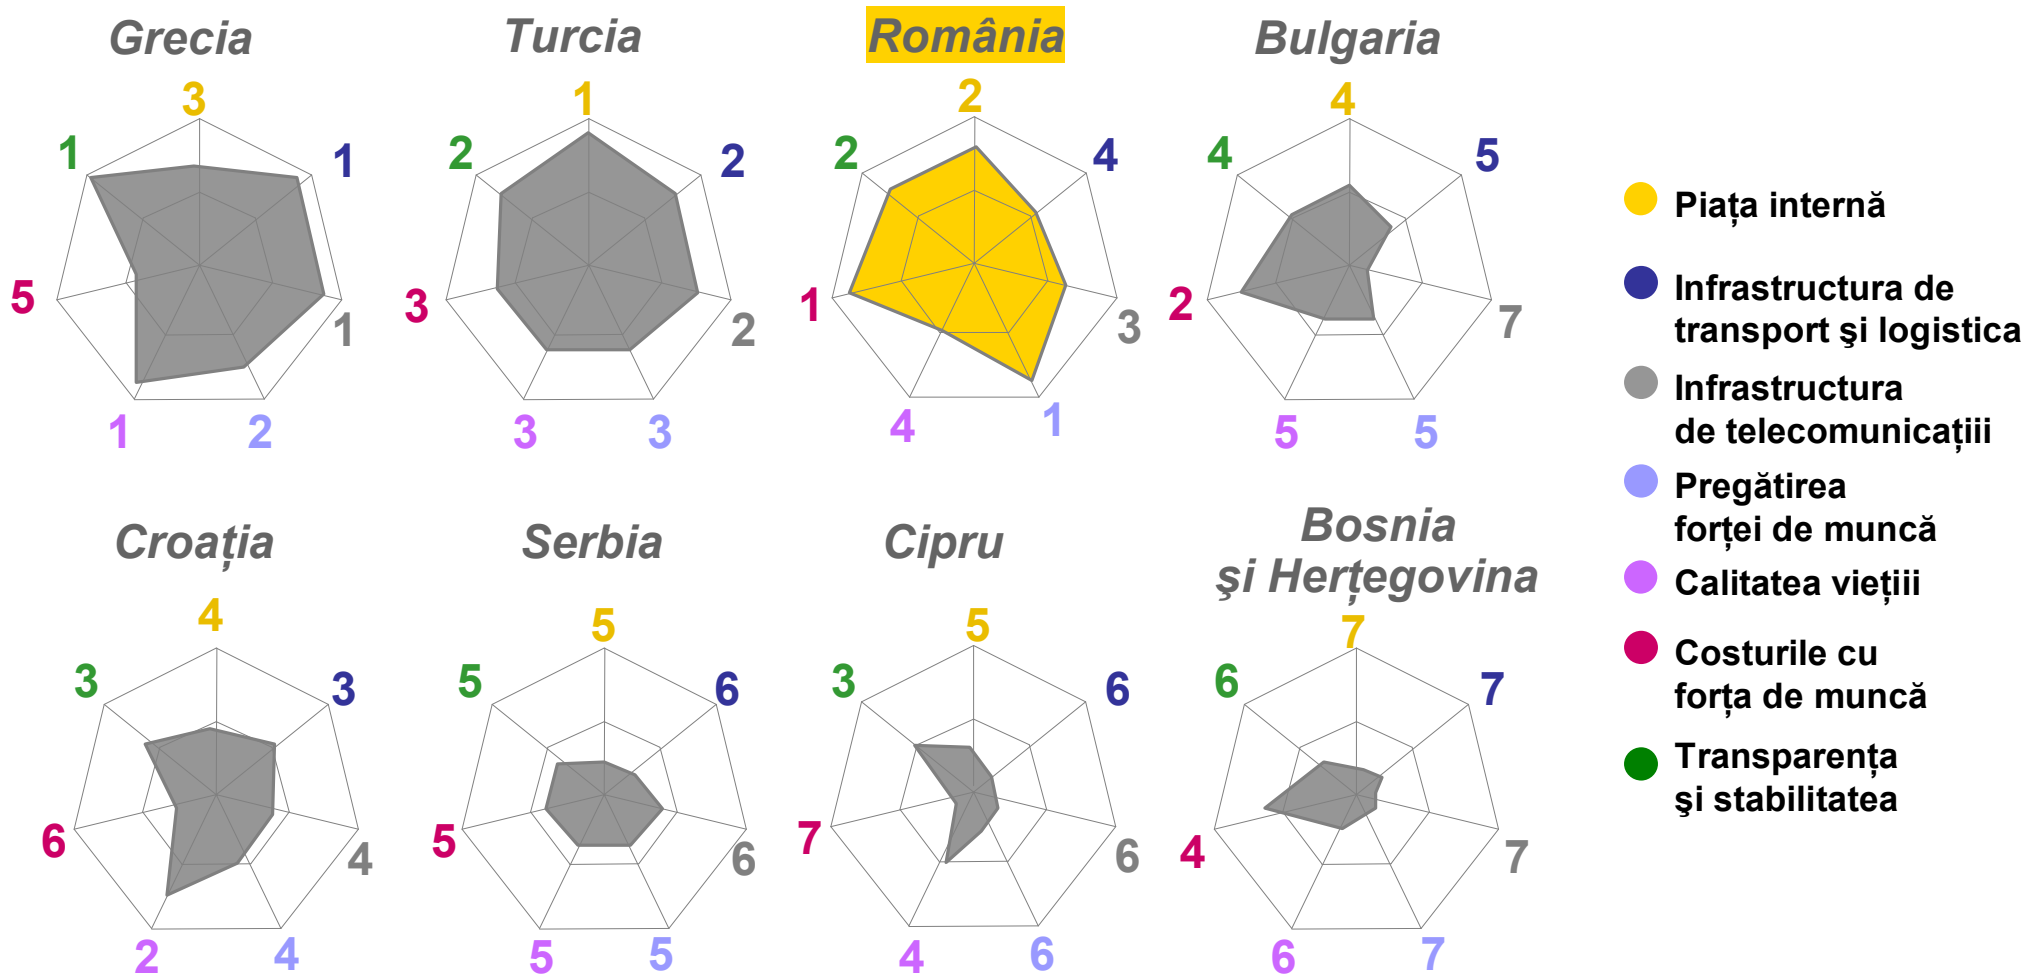 Grecia
3
1
1
5
1
1
2
Turcia
1
2
2
3
2
3
3
România
2
2
4
1
3
4
1
Bulgaria
4
4
5
2
7
5
5
Croația
4
3
3
6
4
2
4
Serbia
5
5
6
5
6
5
5
Cipru
5
3
6
7
6
4
6
Bosnia
şi Herțegovina
7
6
7
4
7
6
7
Piața internă
Infrastructura de
transport şi logistica
Infrastructura
de telecomunicațiii
Pregătirea
forței de muncă
Calitatea viețiii
Costurile cu
forța de muncă
Transparența
şi stabilitatea